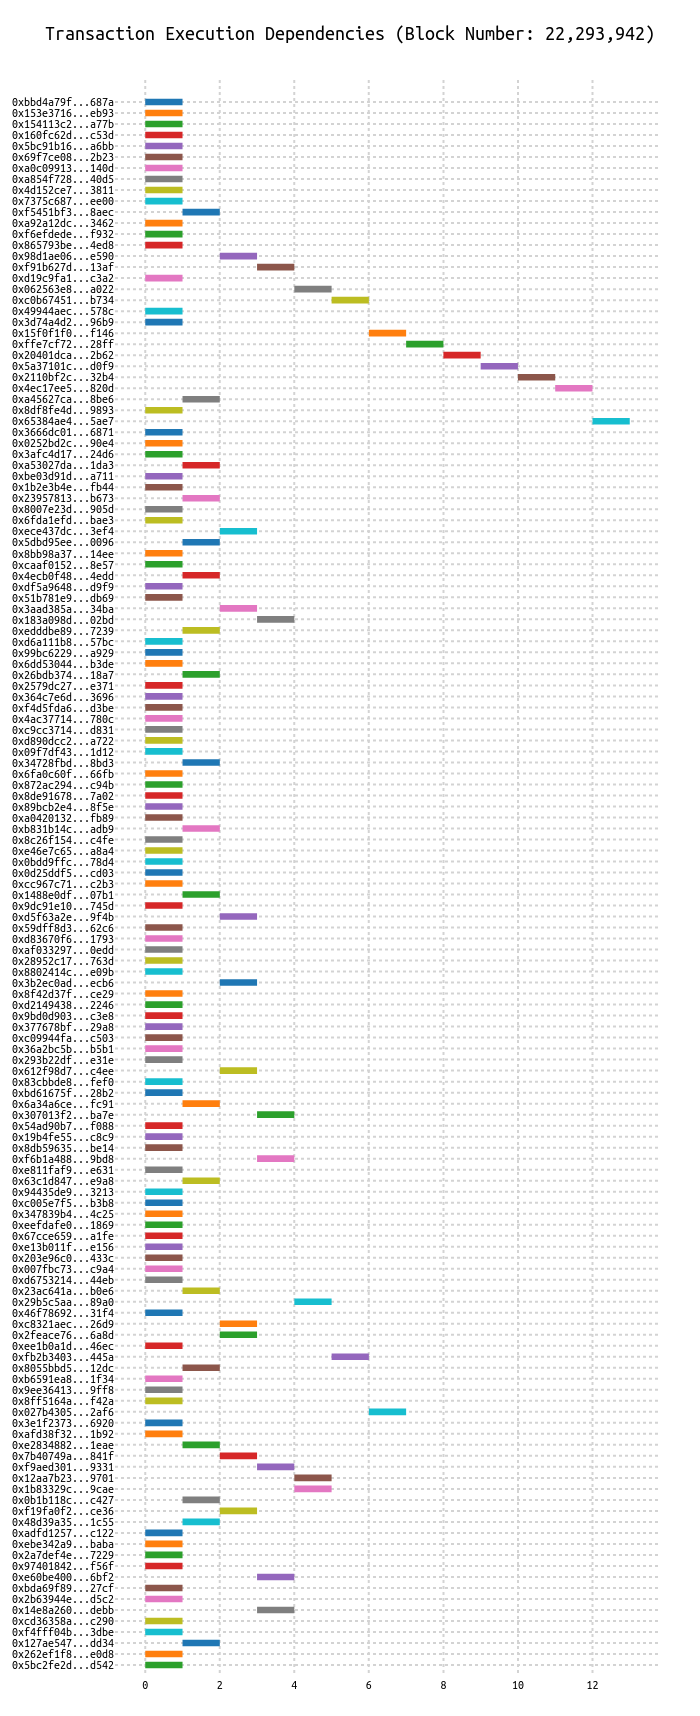 Transaction Execution Dependencies (Block Number: 22,293,942)
0xbbd4a79f...687a
0x153e3716...eb93
0x154113c2...a77b
0x160fc62d...c53d
0x5bc91b16...a6bb
0x69f7ce08...2b23
0xa0c09913...140d
0xa854f728...40d5
0x4d152ce7...3811
0x7375c687...ee00
0xf5451bf3...8aec
0xa92a12dc...3462
0xf6efdede...f932
0x865793be...4ed8
0x98d1ae06...e590
0xf91b627d...13af
0xd19c9fa1...c3a2
0x062563e8...a022
0xc0b67451...b734
0x49944aec...578c
0x3d74a4d2...96b9
0x15f0f1f0...f146
0xffe7cf72...28ff
0x20401dca...2b62
0x5a37101c...d0f9
0x2110bf2c...32b4
0x4ec17ee5...820d
0xa45627ca...8be6
0x8df8fe4d...9893
0x65384ae4...5ae7
0x3666dc01...6871
0x0252bd2c...90e4
0x3afc4d17...24d6
0xa53027da...1da3
0xbe03d91d...a711
0x1b2e3b4e...fb44
0x23957813...b673
0x8007e23d...905d
0x6fda1efd...bae3
0xece437dc...3ef4
0x5dbd95ee...0096
0x8bb98a37...14ee
0xcaaf0152...8e57
0x4ecb0f48...4edd
0xdf5a9648...d9f9
0x51b781e9...db69
0x3aad385a...34ba
0x183a098d...02bd
0xedddbe89...7239
0xd6a111b8...57bc
0x99bc6229...a929
0x6dd53044...b3de
0x26bdb374...18a7
0x2579dc27...e371
0x364c7e6d...3696
0xf4d5fda6...d3be
0x4ac37714...780c
0xc9cc3714...d831
0xd890dcc2...a722
0x09f7df43...1d12
0x34728fbd...8bd3
0x6fa0c60f...66fb
0x872ac294...c94b
0x8de91678...7a02
0x89bcb2e4...8f5e
0xa0420132...fb89
0xb831b14c...adb9
0x8c26f154...c4fe
0xe46e7c65...a8a4
0x0bdd9ffc...78d4
0x0d25ddf5...cd03
0xcc967c71...c2b3
0x1488e0df...07b1
0x9dc91e10...745d
0xd5f63a2e...9f4b
0x59dff8d3...62c6
0xd83670f6...1793
0xaf033297...0edd
0x28952c17...763d
0x8802414c...e09b
0x3b2ec0ad...ecb6
0x8f42d37f...ce29
0xd2149438...2246
0x9bd0d903...c3e8
0x377678bf...29a8
0xc09944fa...c503
0x36a2bc5b...b5b1
0x293b22df...e31e
0x612f98d7...c4ee
0x83cbbde8...fef0
0xbd61675f...28b2
0x6a34a6ce...fc91
0x307013f2...ba7e
0x54ad90b7...f088
0x19b4fe55...c8c9
0x8db59635...be14
0xf6b1a488...9bd8
0xe811faf9...e631
0x63c1d847...e9a8
0x94435de9...3213
0xc005e7f5...b3b8
0x347839b4...4c25
0xeefdafe0...1869
0x67cce659...a1fe
0xe13b011f...e156
0x203e96c0...433c
0x007fbc73...c9a4
0xd6753214...44eb
0x23ac641a...b0e6
0x29b5c5aa...89a0
0x46f78692...31f4
0xc8321aec...26d9
0x2feace76...6a8d
0xee1b0a1d...46ec
0xfb2b3403...445a
0x8055bbd5...12dc
0xb6591ea8...1f34
0x9ee36413...9ff8
0x8ff5164a...f42a
0x027b4305...2af6
0x3e1f2373...6920
0xafd38f32...1b92
0xe2834882...1eae
0x7b40749a...841f
0xf9aed301...9331
0x12aa7b23...9701
0x1b83329c...9cae
0x0b1b118c...c427
0xf19fa0f2...ce36
0x48d39a35...1c55
0xadfd1257...c122
0xebe342a9...baba
0x2a7def4e...7229
0x97401842...f56f
0xe60be400...6bf2
0xbda69f89...27cf
0x2b63944e...d5c2
0x14e8a260...debb
0xcd36358a...c290
0xf4fff04b...3dbe
0x127ae547...dd34
0x262ef1f8...e0d8
0x5bc2fe2d...d542
0 2 4 6 8 10 12